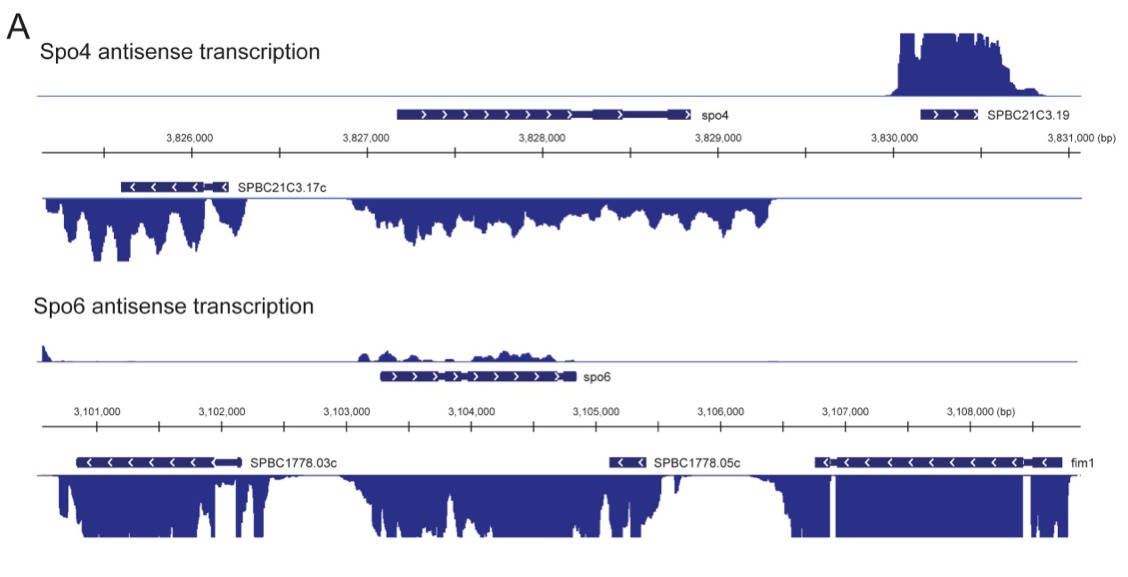 A
Spo4 antisense transcription
spo4
SPBC21C3.19
3,826,000 3,827,000 3,828,000 3,829,000 3,830,000 3,831,000 (bp)
SPBC21C3.17c
Spo6 antisense transcription
spo6
3,101,000 3,102,000 3,103,000 3,104,000 3,105,000 3,106,000 3,107,000 3,108,000 (bp)
SPBC1778.03c
SPBC1778.05c
fim1